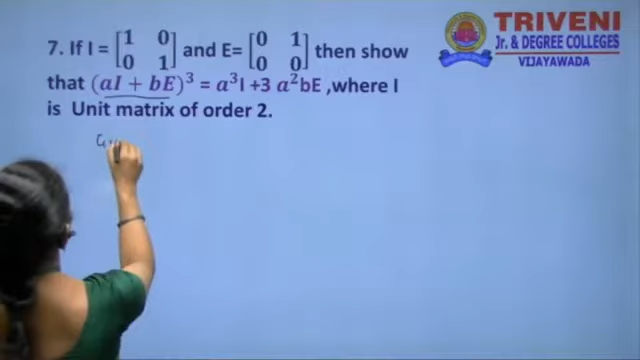 7. If I = [1 0 0 1] and E= [0 1 0 0] then show
that (aI + bE)³ = a³I +3 a²bE ,where I
is Unit matrix of order 2.
TRIVENI
Jr. & DEGREE COLLEGES
VIJAYAWADA